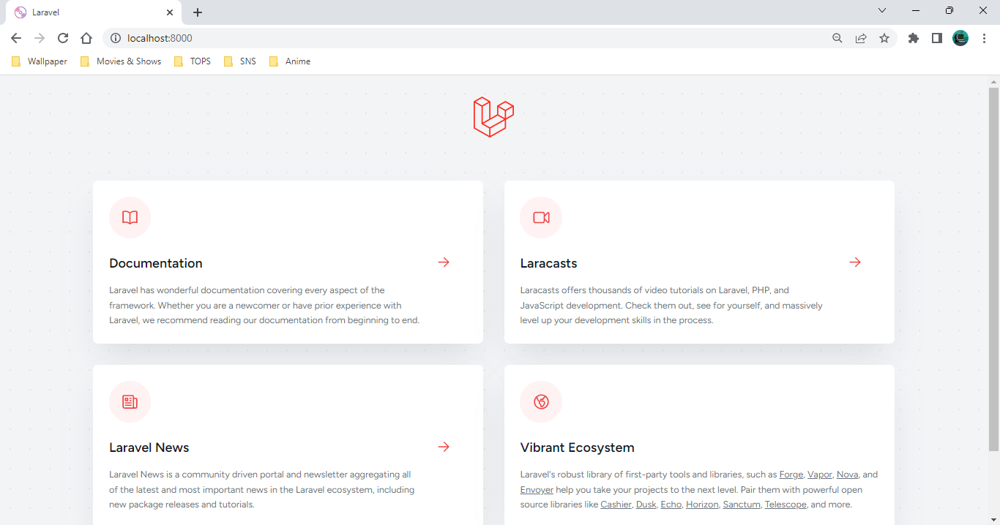 Laravel
localhost:8000
Wallpaper Movies & Shows TOPS SNS Anime
Documentation
Laravel has wonderful documentation covering every aspect of the
framework. Whether you are a newcomer or have prior experience with
Laravel, we recommend reading our documentation from beginning to end.
Laracasts
Laracasts offers thousands of video tutorials on Laravel, PHP, and
JavaScript development. Check them out, see for yourself, and massively
level up your development skills in the process.
Laravel News
Laravel News is a community driven portal and newsletter aggregating all
of the latest and most important news in the Laravel ecosystem, including
new package releases and tutorials.
Vibrant Ecosystem
Laravel's robust library of first-party tools and libraries, such as Forge, Vapor, Nova, and
Envoyer help you take your projects to the next level. Pair them with powerful open
source libraries like Cashier, Dusk, Echo, Horizon, Sanctum, Telescope, and more.